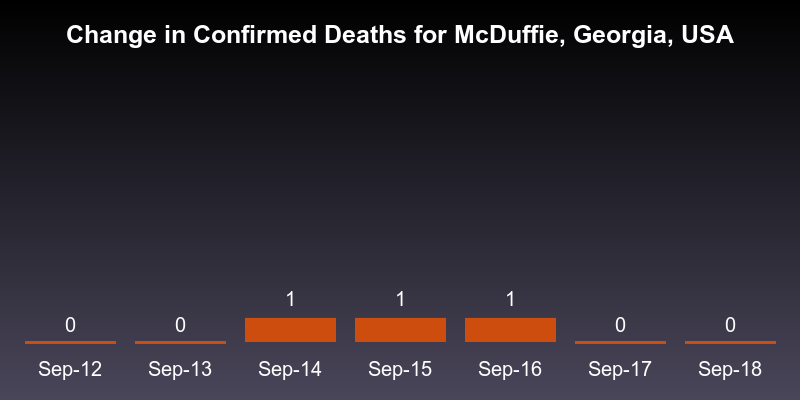 Change in Confirmed Deaths for McDuffie, Georgia, USA
1 1 1
0 0 0 0
Sep-12 Sep-13 Sep-14 Sep-15 Sep-16 Sep-17 Sep-18